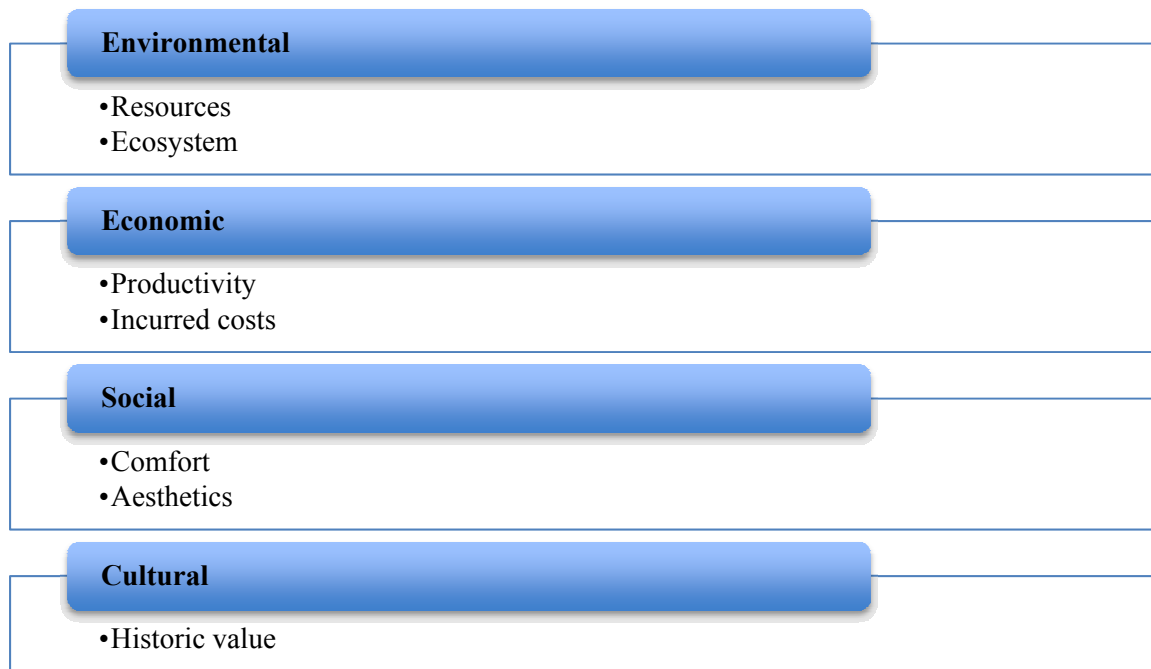 Environmental
•Resources
•Ecosystem
Economic
•Productivity
•Incurred costs
Social
•Comfort
•Aesthetics
Cultural
•Historic value